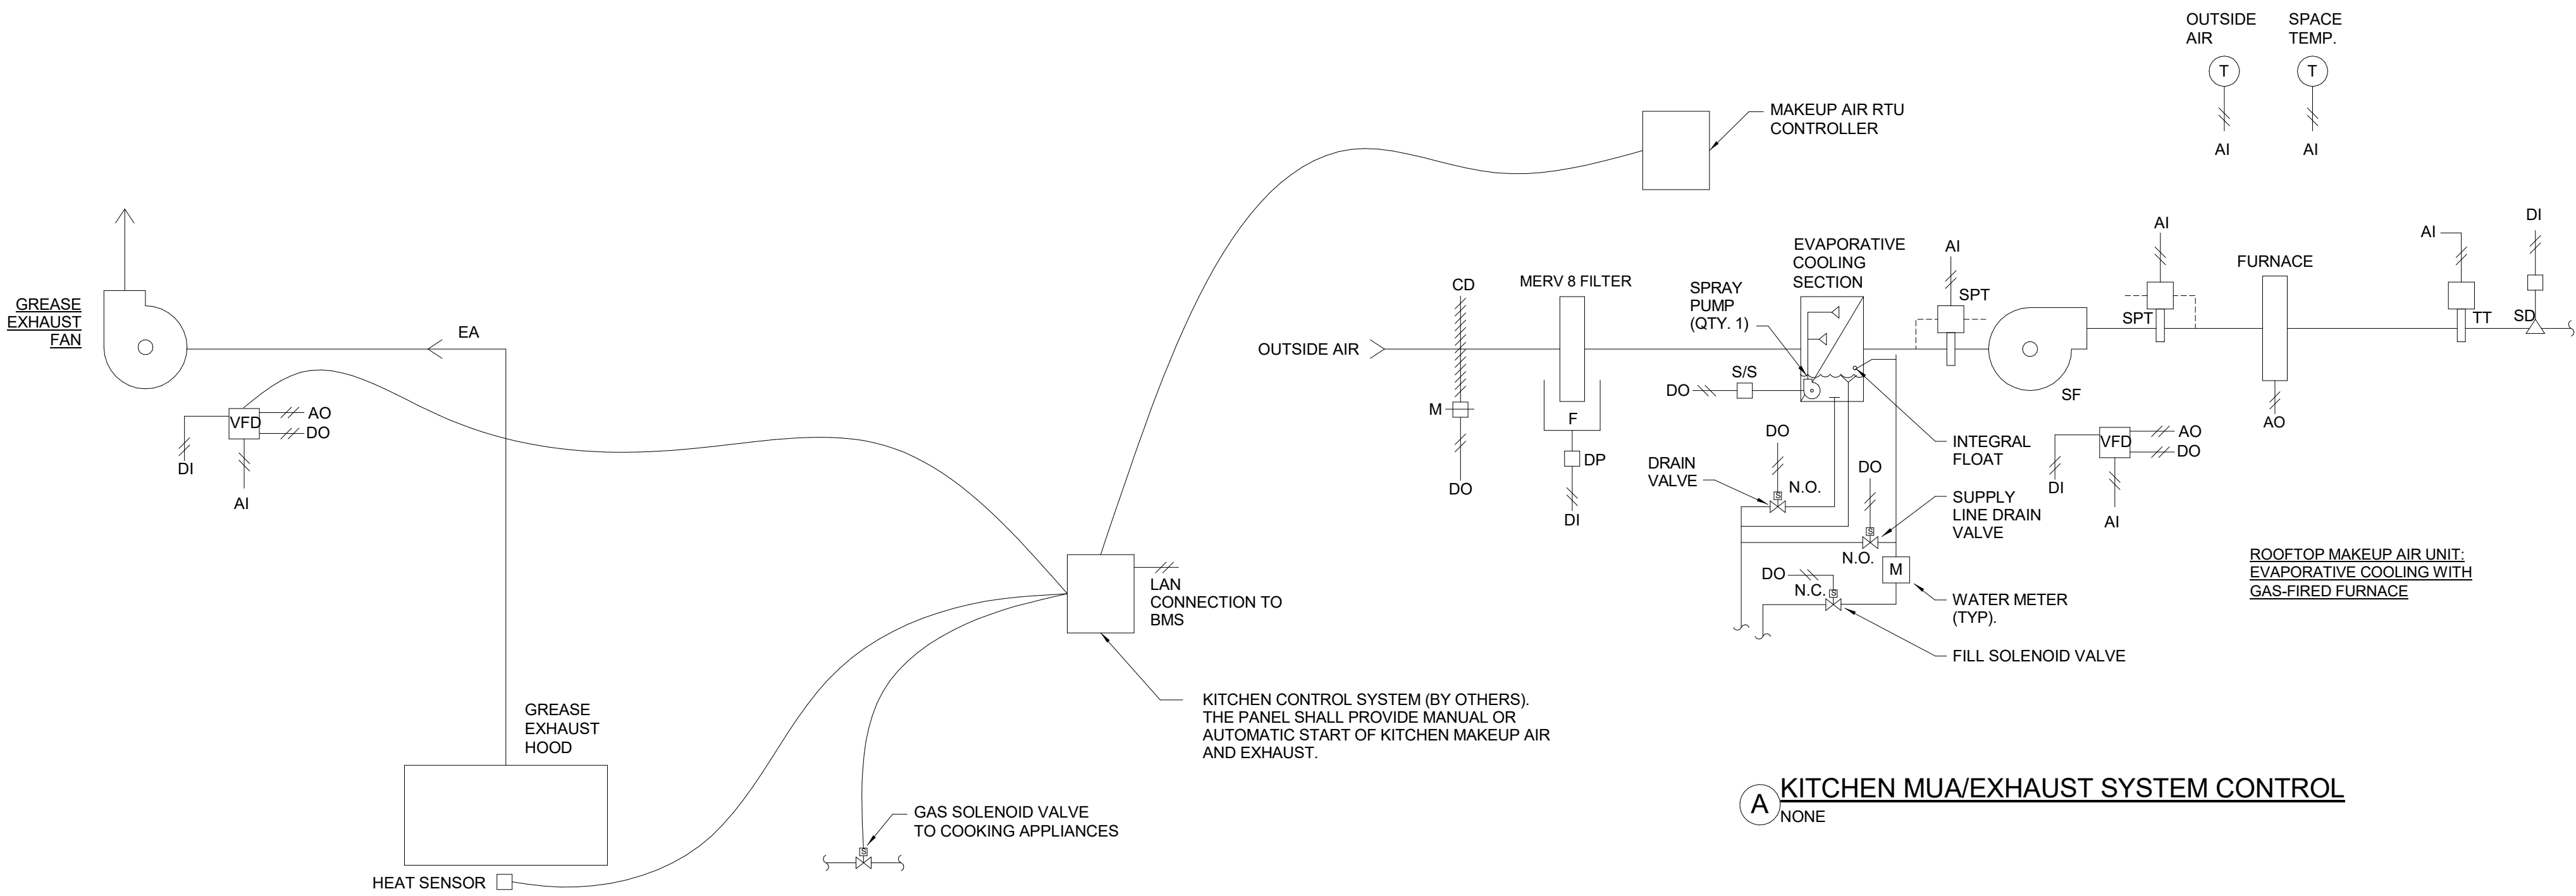 OUTSIDE
AIR
SPACE
TEMP.
T
T
AI
AI
MAKEUP AIR RTU
CONTROLLER
GREASE
EXHAUST
FAN
EA
VFD
AO
DO
DI
AI
GREASE
EXHAUST
HOOD
HEAT SENSOR
GAS SOLENOID VALVE
TO COOKING APPLIANCES
S
LAN
CONNECTION TO
BMS
KITCHEN CONTROL SYSTEM (BY OTHERS).
THE PANEL SHALL PROVIDE MANUAL OR
AUTOMATIC START OF KITCHEN MAKEUP AIR
AND EXHAUST.
OUTSIDE AIR
CD
M
DO
MERV 8 FILTER
F
DP
DI
SPRAY
PUMP
(QTY. 1)
EVAPORATIVE
COOLING
SECTION
S/S
DO
DRAIN
VALVE
DO
S
N.O.
DO
S
N.O.
DO
N.C.
S
M
INTEGRAL
FLOAT
SUPPLY
LINE DRAIN
VALVE
WATER METER
(TYP).
FILL SOLENOID VALVE
AI
SPT
SF
VFD
AO
DO
DI
AI
AI
SPT
FURNACE
AO
AI
TT
DI
SD
ROOFTOP MAKEUP AIR UNIT:
EVAPORATIVE COOLING WITH
GAS-FIRED FURNACE
A
KITCHEN MUA/EXHAUST SYSTEM CONTROL
NONE